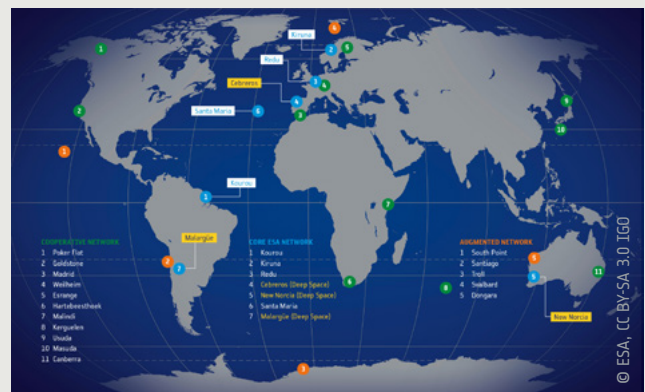 Kiruna
Redu
Cebreros
Santa Maria
Kourou
Malargüe
New Norcia
COOPERATIVE NETWORK
1 Poker Flat
2 Goldstone
3 Madrid
4 Weilheim
5 Esrange
6 Hartebeesthoek
7 Malindi
8 Kerguelen
9 Usuda
10 Masuda
11 Canberra
CORE ESA NETWORK
1 Kourou
2 Kiruna
3 Redu
4 Cebreros (Deep Space)
5 New Norcia (Deep Space)
6 Santa Maria
7 Malargüe (Deep Space)
AUGMENTED NETWORK
1 South Point
2 Santiago
3 Troll
4 Svalbard
5 Dongara
© ESA, CC BY-SA 3.0 IGO